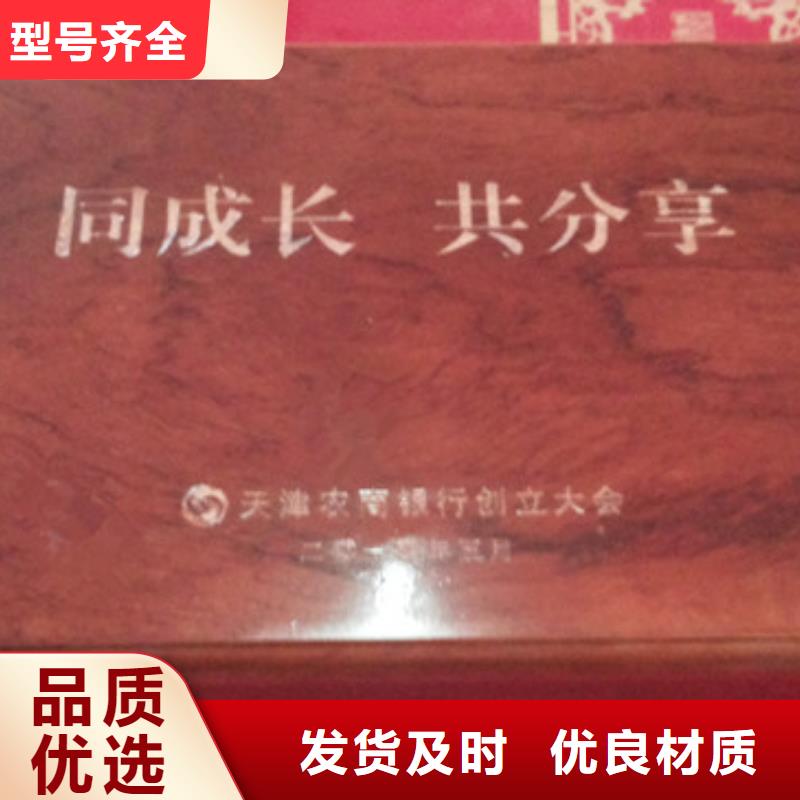 型号齐全
同成长 共分享
天津农商银行创立大会
品质
优选
发货及时 优良材质